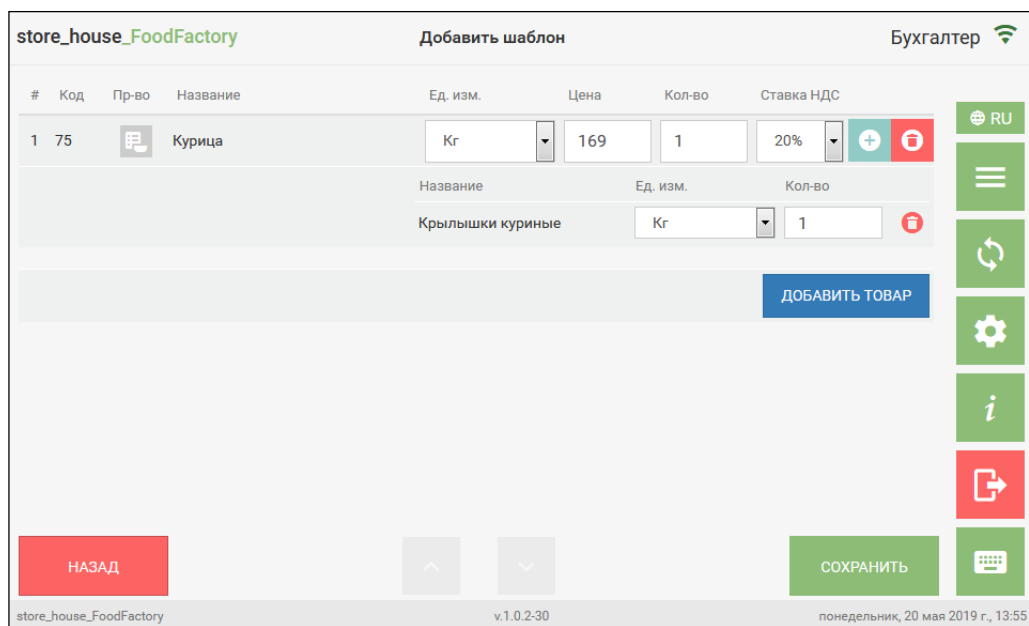 store_house_FoodFactory Добавить шаблон Бухгалтер
# Код Пр-во Название Ед. изм. Цена Кол-во Ставка НДС
RU
1 75 Курица Кг 169 1 20%
Название Ед. изм. Кол-во
Крылышки куриные Кг 1
ДОБАВИТЬ ТОВАР
i
НАЗАД СОХРАНИТЬ
store_house_FoodFactory v.1.0.2-30 понедельник, 20 мая 2019 г., 13:55